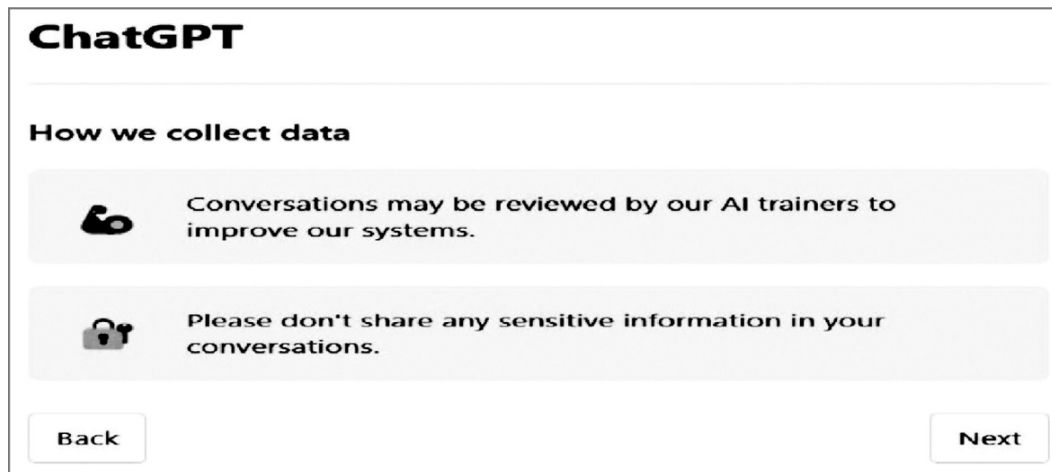 ChatGPT
How we collect data
Conversations may be reviewed by our AI trainers to
improve our systems.
Please don't share any sensitive information in your
conversations.
Back
Next